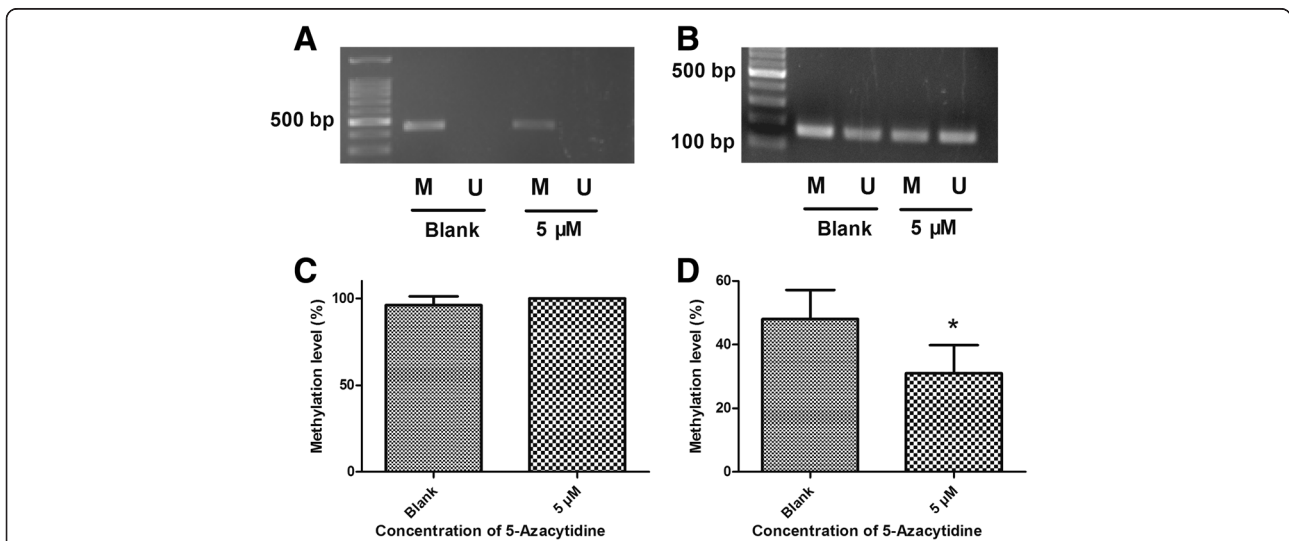 A
500 bp
M U M U
Blank 5 µM
B
500 bp
100 bp
M U M U
Blank 5 µM
C
Methylation level (%)
100
50
0
Blank
5 µM
Concentration of 5-Azacytidine
D
Methylation level (%)
60
40
20
0
*
Blank
5 µM
Concentration of 5-Azacytidine